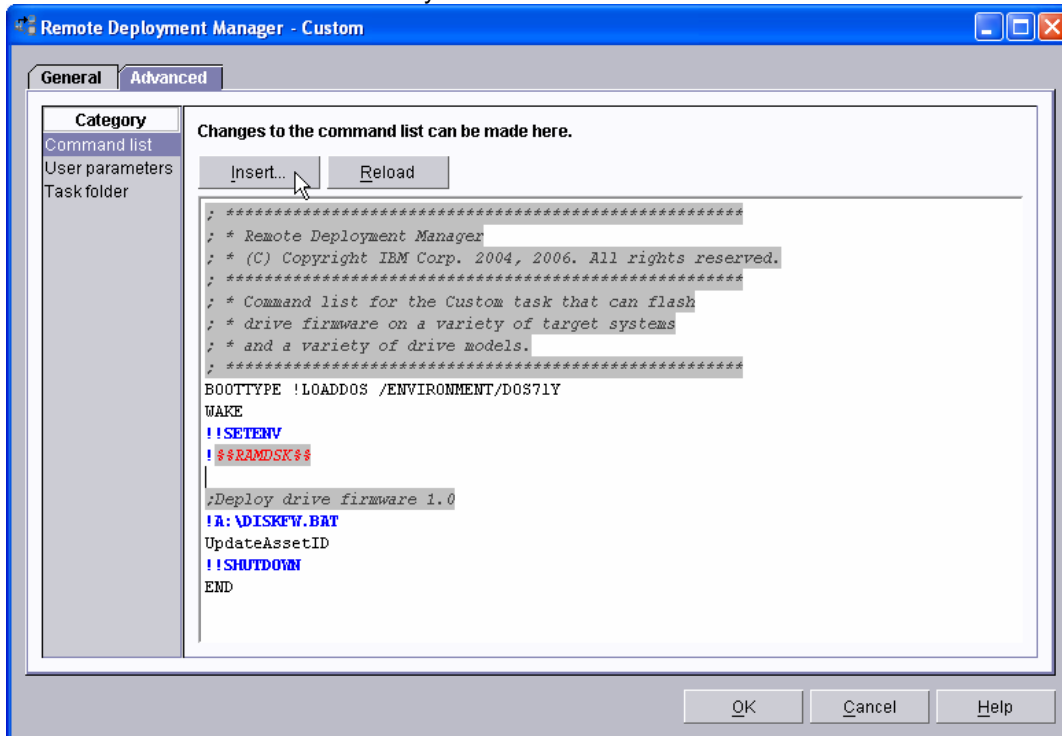 Remote Deployment Manager - Custom
General Advanced
Category
Command list
User parameters
Task folder
Changes to the command list can be made here.
Insert... Reload
; *****************************************************
; * Remote Deployment Manager
; * (C) Copyright IBM Corp. 2004, 2006. All rights reserved.
; *****************************************************
; * Command list for the Custom task that can flash
; * drive firmware on a variety of target systems
; * and a variety of drive models.
; *****************************************************
BOOTTYPE !LOADDOS /ENVIRONMENT/DOS71Y
WAKE
!!SETENV
!$$RAMDSK$$
;Deploy drive firmware 1.0
!A:\DISKFW.BAT
UpdateAssetID
!!SHUTDOWN
END
OK Cancel Help